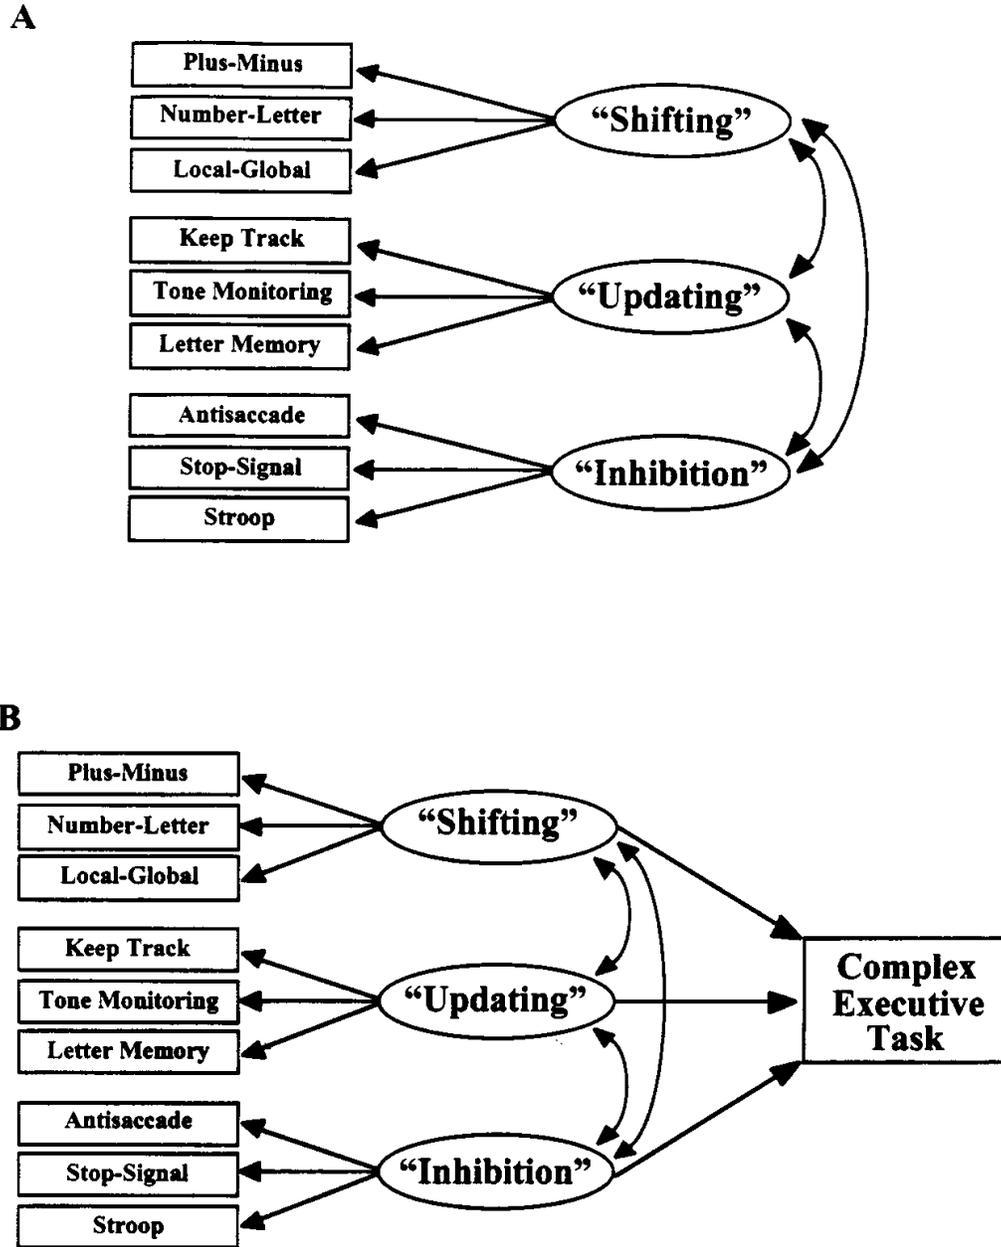 A
Plus-Minus
Number-Letter
Local-Global
“Shifting”
Keep Track
Tone Monitoring
Letter Memory
“Updating”
Antisaccade
Stop-Signal
Stroop
“Inhibition”
B
Plus-Minus
Number-Letter
Local-Global
“Shifting”
Keep Track
Tone Monitoring
Letter Memory
“Updating”
Complex
Executive
Task
Antisaccade
Stop-Signal
Stroop
“Inhibition”